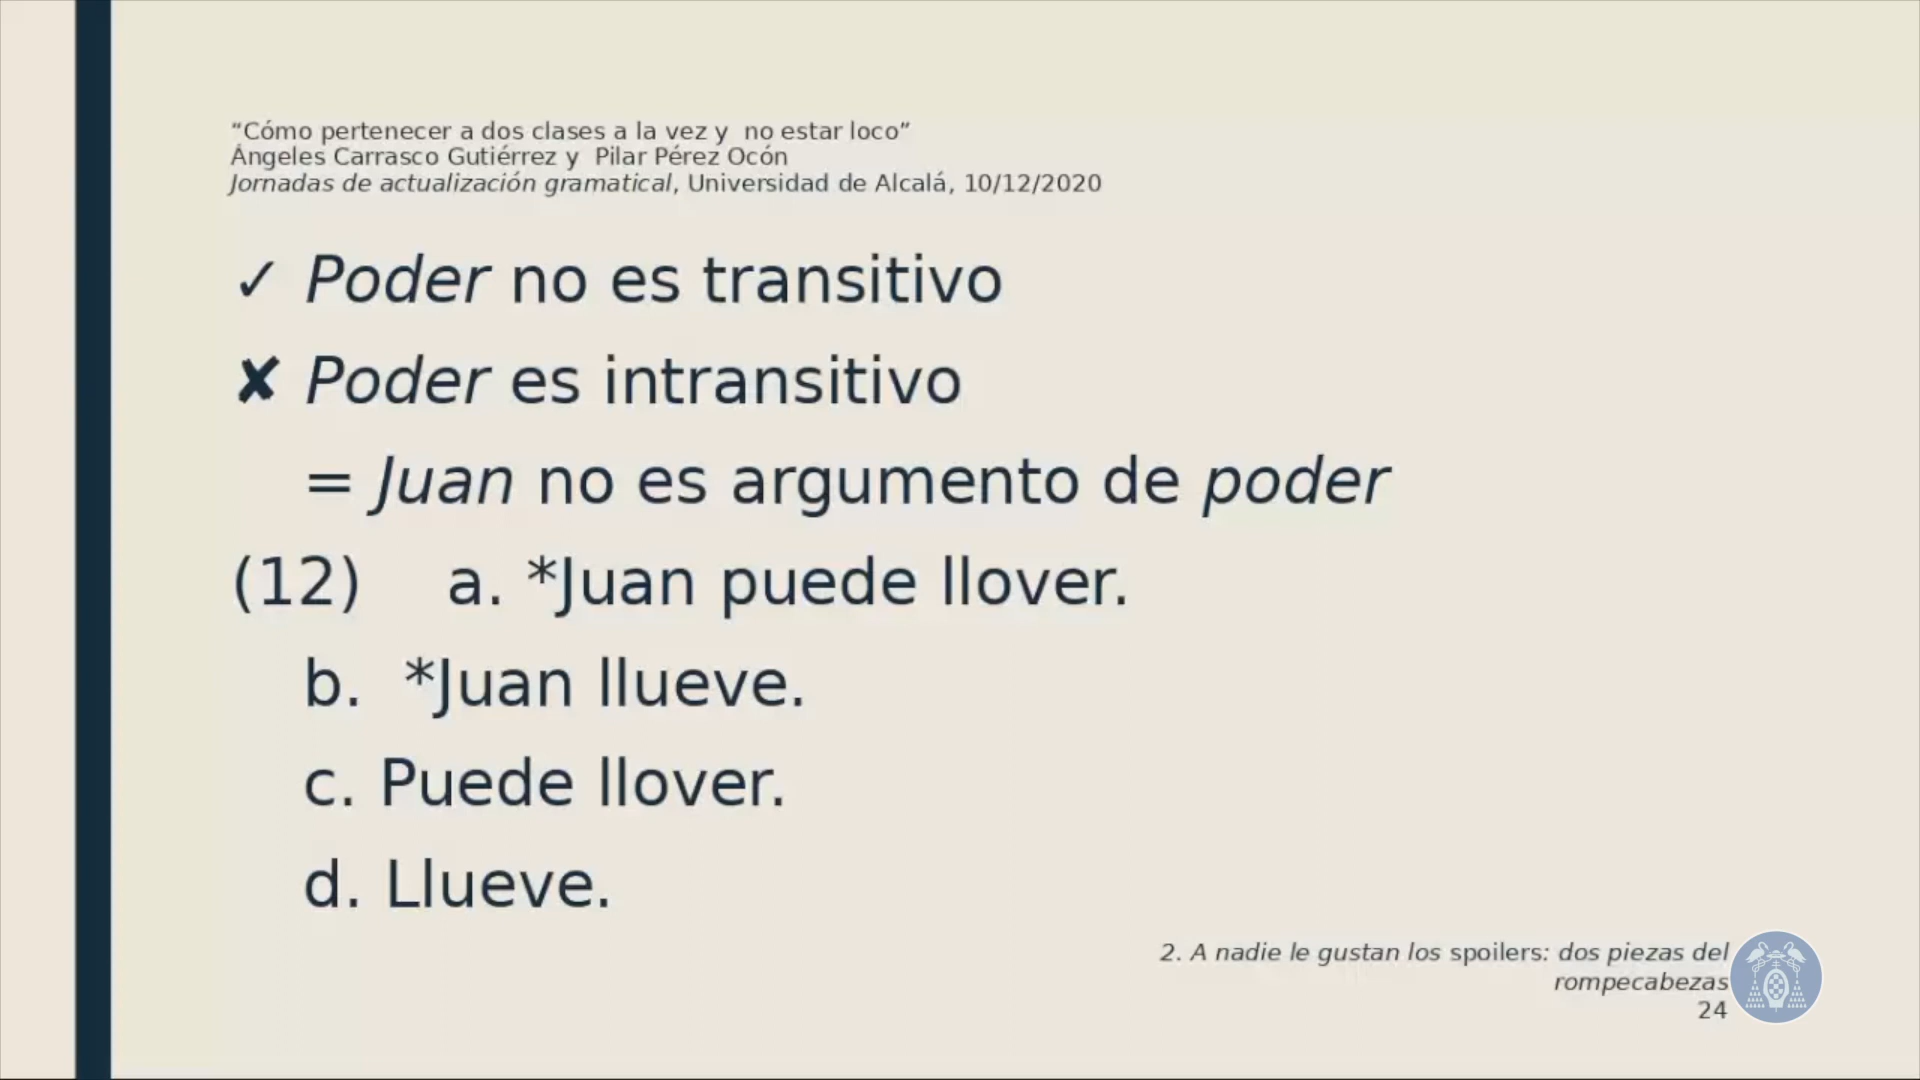 “Cómo pertenecer a dos clases a la vez y  no estar loco”
Ángeles Carrasco Gutiérrez y  Pilar Pérez Ocón
Jornadas de actualización gramatical, Universidad de Alcalá, 10/12/2020
✓ Poder no es transitivo
✘ Poder es intransitivo
= Juan no es argumento de poder
(12) a. *Juan puede llover.
b. *Juan llueve.
c. Puede llover.
d. Llueve.
2. A nadie le gustan los spoilers: dos piezas del
rompecabezas
24